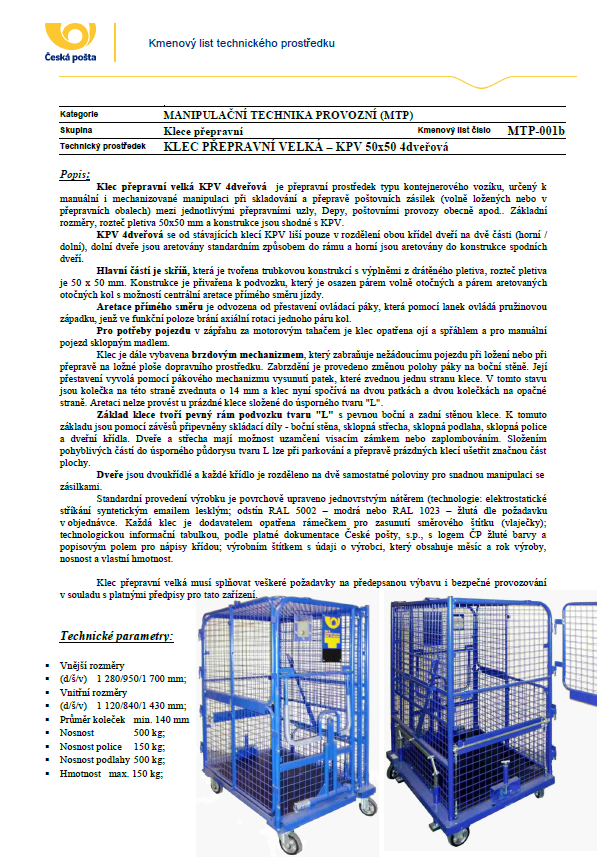 Česká pošta
Kmenový list technického prostředku
Kategorie MANIPULAČNÍ TECHNIKA PROVOZNÍ (MTP)
Skupina Klece přepravní Kmenový list číslo MTP-001b
Technický prostředek KLEC PŘEPRAVNÍ VELKÁ – KPV 50x50 4dveřová
Popis:
Klec přepravní velká KPV 4dveřová je přepravní prostředek typu kontejnerového vozíku, určený k
manuální i mechanizované manipulaci při skladování a přepravě poštovních zásilek (volně ložených nebo v
přepravních obalech) mezi jednotlivými přepravními uzly, Depy, poštovními provozy obecně apod.. Základní
rozměry, rozteč pletiva 50x50 mm a konstrukce jsou shodné s KPV.
KPV 4dveřová se od stávajících klecí KPV liší pouze v rozdělení obou křídel dveří na dvě části (horní /
dolní), dolní dveře jsou aretovány standardním způsobem do rámu a horní jsou aretovány do konstrukce spodních
dveří.
Hlavní částí je skříň, která je tvořena trubkovou konstrukcí s výplněmi z drátěného pletiva, rozteč pletiva
je 50 x 50 mm. Konstrukce je přivařena k podvozku, který je osazen párem volně otočných a párem aretovaných
otočných kol s možností centrální aretace přímého směru jízdy.
Aretace přímého směru je odvozena od přestavení ovládací páky, která pomocí lanek ovládá pružinovou
západku, jenž ve funkční poloze brání axiální rotaci jednoho páru kol.
Pro potřeby pojezdu v zápřahu za motorovým tahačem je klec opatřena ojí a spřáhlem a pro manuální
pojezd sklopným madlem.
Klec je dále vybavena brzdovým mechanizmem, který zabraňuje nežádoucímu pojezdu při ložení nebo při
přepravě na ložné ploše dopravního prostředku. Zabrzdění je provedeno změnou polohy páky na boční stěně. Její
přestavení vyvolá pomocí pákového mechanizmu vysunutí patek, které zvednou jednu stranu klece. V tomto stavu
jsou kolečka na této straně zvednuta o 14 mm a klec nyní spočívá na dvou patkách a dvou kolečkách na opačné
straně. Aretaci nelze provést u prázdné klece složené do úsporného tvaru "L".
Základ klece tvoří pevný rám podvozku tvaru "L" s pevnou boční a zadní stěnou klece. K tomuto
základu jsou pomocí závěsů připevněny skládací díly - boční stěna, sklopná střecha, sklopná podlaha, sklopná police
a dveřní křídla. Dveře a střecha mají možnost uzamčení visacím zámkem nebo zaplombováním. Složením
pohyblivých částí do úsporného půdorysu tvaru L lze při parkování a přepravě prázdných klecí ušetřit značnou část
plochy.
Dveře jsou dvoukřídlé a každé křídlo je rozděleno na dvě samostatné poloviny pro snadnou manipulaci se
zásilkami.
Standardní provedení výrobku je povrchově upraveno jednovrstvým nátěrem (technologie: elektrostatické
stříkání syntetickým emailem lesklým; odstín RAL 5002 – modrá nebo RAL 1023 – žlutá dle požadavku
v objednávce. Každá klec je dodavatelem opatřena rámečkem pro zasunutí směrového štítku (vlaječky);
technologickou informační tabulkou, podle platné dokumentace České pošty, s.p., s logem ČP žluté barvy a
popisovým polem pro nápisy křídou; výrobním štítkem s údaji o výrobci, který obsahuje měsíc a rok výroby,
nosnost a vlastní hmotnost.
Klec přepravní velká musí splňovat veškeré požadavky na předepsanou výbavu i bezpečné provozování
v souladu s platnými předpisy pro tato zařízení.
Technické parametry:
▪ Vnější rozměry
▪ (d/š/v) 1 280/950/1 700 mm;
▪ Vnitřní rozměry
▪ (d/š/v) 1 120/840/1 430 mm;
▪ Průměr koleček min. 140 mm
▪ Nosnost 500 kg;
▪ Nosnost police 150 kg;
▪ Nosnost podlahy 500 kg;
▪ Hmotnost max. 150 kg;